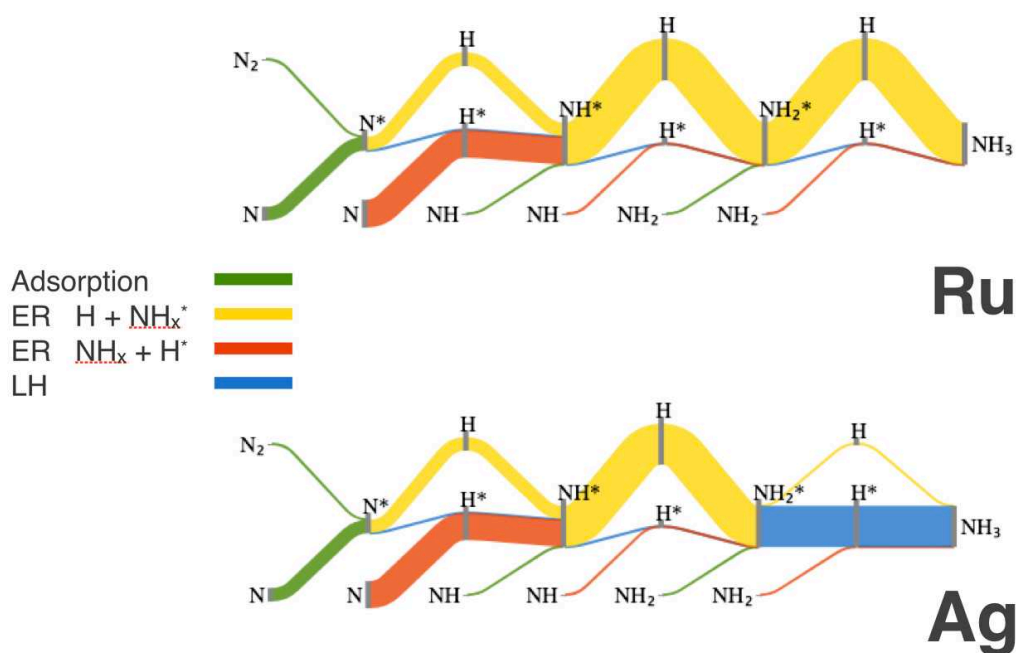 H H H
N₂
N* H* NH* H* NH₂* H* NH₃
N N NH NH NH₂ NH₂
Ru
Adsorption
ER H + NHₓ*
ER NHₓ + H*
LH
H H H
N₂
N* H* NH* H* NH₂* H* NH₃
N N NH NH NH₂ NH₂
Ag